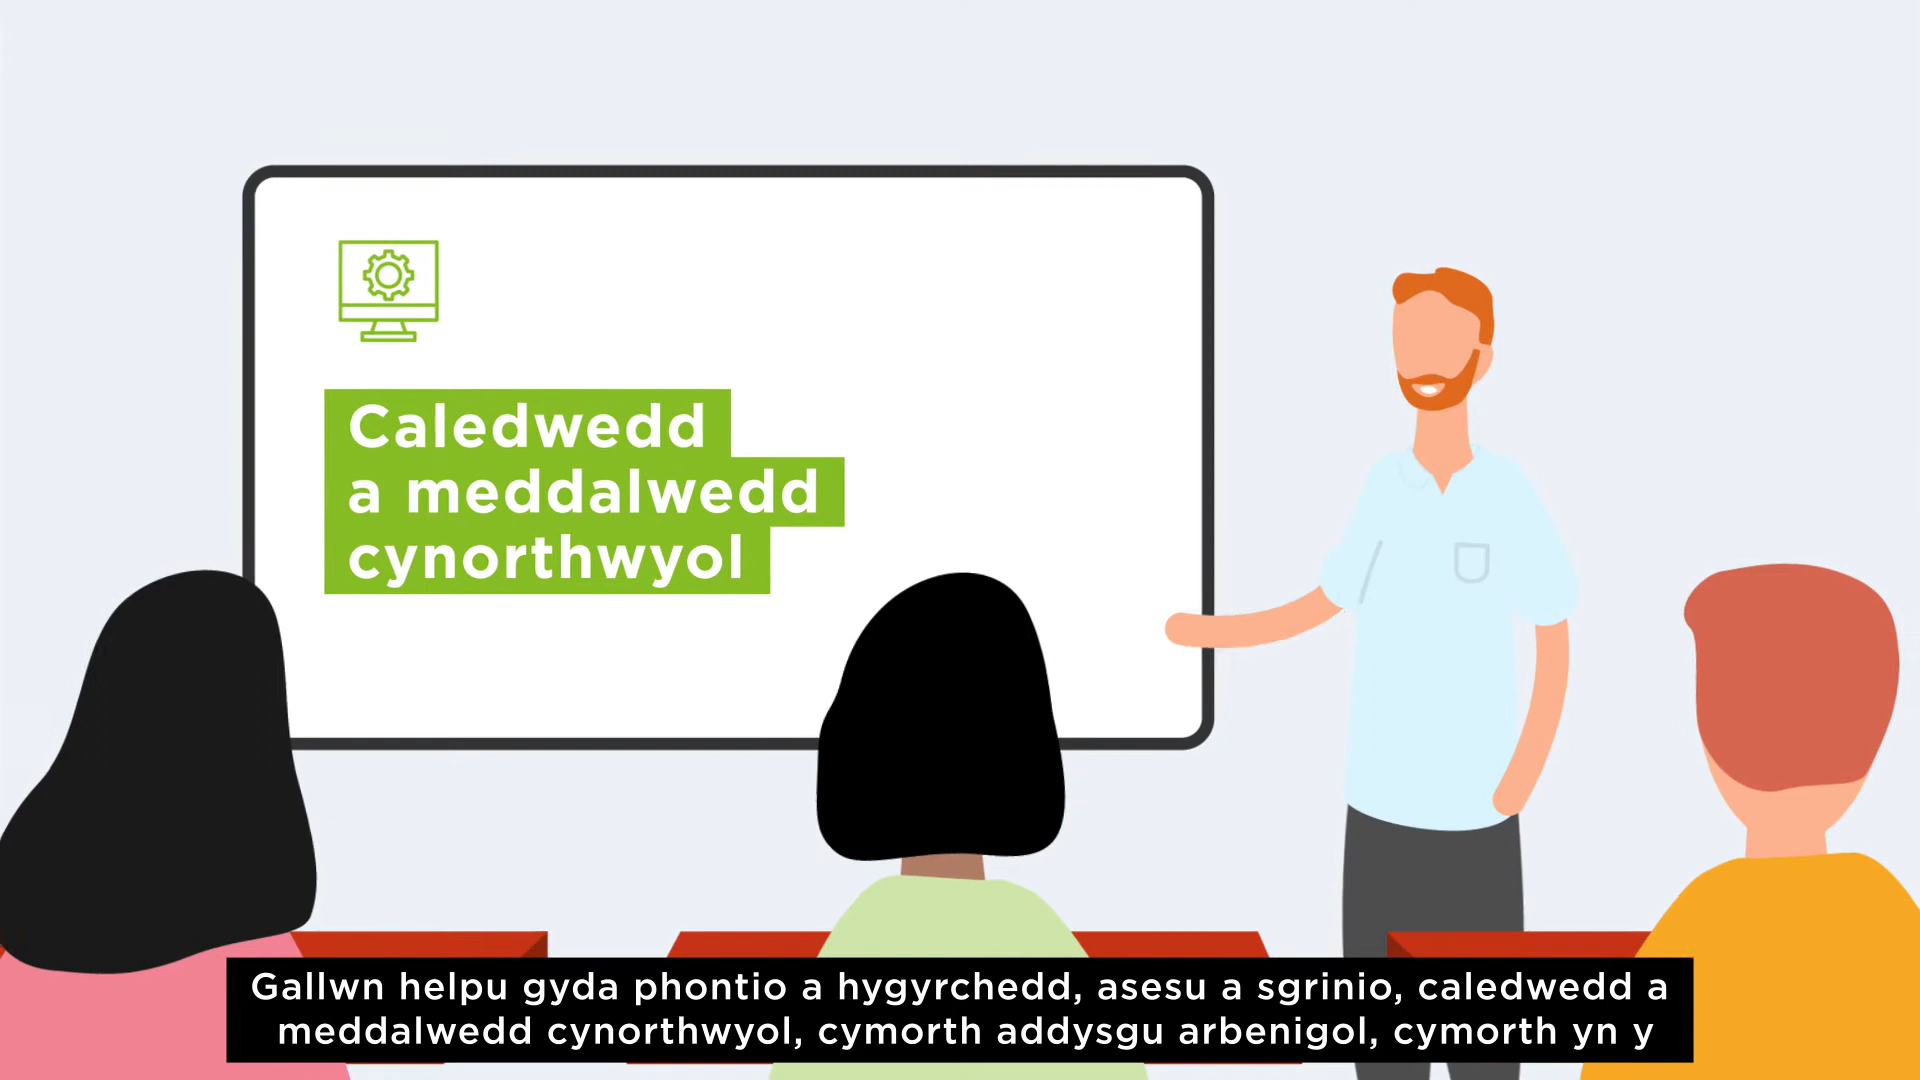 Caledwedd
a meddalwedd
cynorthwyol
Gallwn helpu gyda phontio a hygyrchedd, asesu a sgrinio, caledwedd a
meddalwedd cynorthwyol, cymorth addysgu arbenigol, cymorth yn y